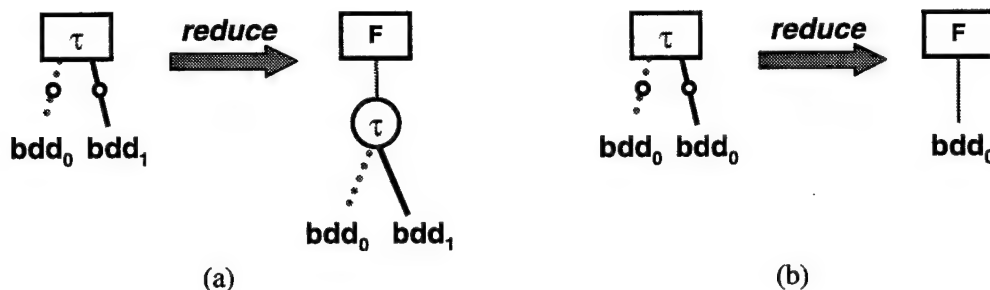 τ reduce F τ reduce F
bdd₀ bdd₁ τ bdd₀ bdd₀ bdd₀
bdd₀ bdd₁
(a) (b)